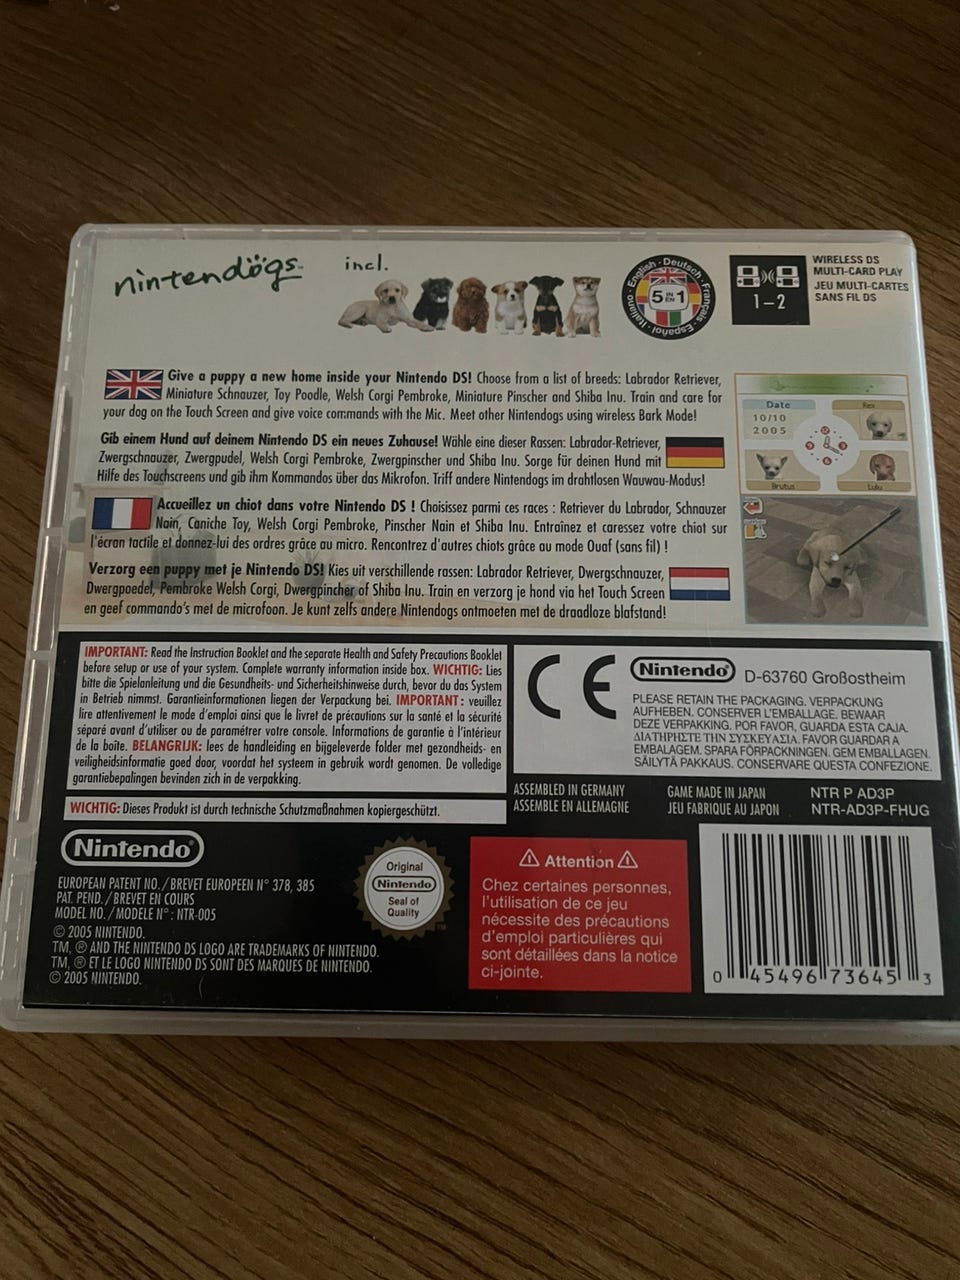 nintendögs™ incl.
English · Deutsch · Français · Español · Italiano ·
5 IN EN 1
1–2
WIRELESS DS
MULTI-CARD PLAY
JEU MULTI-CARTES
SANS FIL DS
Give a puppy a new home inside your Nintendo DS! Choose from a list of breeds: Labrador Retriever,
Miniature Schnauzer, Toy Poodle, Welsh Corgi Pembroke, Miniature Pinscher and Shiba Inu. Train and care for
your dog on the Touch Screen and give voice commands with the Mic. Meet other Nintendogs using wireless Bark Mode!
Gib einem Hund auf deinem Nintendo DS ein neues Zuhause! Wähle eine dieser Rassen: Labrador-Retriever,
Zwergschnauzer, Zwergpudel, Welsh Corgi Pembroke, Zwergpinscher und Shiba Inu. Sorge für deinen Hund mit
Hilfe des Touchscreens und gib ihm Kommandos über das Mikrofon. Triff andere Nintendogs im drahtlosen Wauwau-Modus!
Accueillez un chiot dans votre Nintendo DS ! Choisissez parmi ces races : Retriever du Labrador, Schnauzer
Nain, Caniche Toy, Welsh Corgi Pembroke, Pinscher Nain et Shiba Inu. Entraînez et caressez votre chiot sur
l'écran tactile et donnez-lui des ordres grâce au micro. Rencontrez d'autres chiots grâce au mode Ouaf (sans fil) !
Verzorg een puppy met je Nintendo DS! Kies uit verschillende rassen: Labrador Retriever, Dwergschnauzer,
Dwergpoedel, Pembroke Welsh Corgi, Dwergpincher of Shiba Inu. Train en verzorg je hond via het Touch Screen
en geef commando's met de microfoon. Je kunt zelfs andere Nintendogs ontmoeten met de draadloze blafstand!
Date
10/10
2005
Rex
12
3
6
9
Brutus
Lulu
IMPORTANT: Read the Instruction Booklet and the separate Health and Safety Precautions Booklet
before setup or use of your system. Complete warranty information inside box. WICHTIG: Lies
bitte die Spielanleitung und die Gesundheits- und Sicherheitshinweise durch, bevor du das System
in Betrieb nimmst. Garantieinformationen liegen der Verpackung bei. IMPORTANT : veuillez
lire attentivement le mode d'emploi ainsi que le livret de précautions sur la santé et la sécurité
séparé avant d'utiliser ou de paramétrer votre console. Informations de garantie à l'intérieur
de la boîte. BELANGRIJK: lees de handleiding en bijgeleverde folder met gezondheids- en
veiligheidsinformatie goed door, voordat het systeem in gebruik wordt genomen. De volledige
garantiebepalingen bevinden zich in de verpakking.
WICHTIG: Dieses Produkt ist durch technische Schutzmaßnahmen kopiergeschützt.
CE
Nintendo® D-63760 Großostheim
PLEASE RETAIN THE PACKAGING. VERPACKUNG
AUFHEBEN. CONSERVER L'EMBALLAGE. BEWAAR
DEZE VERPAKKING. POR FAVOR, GUARDA ESTA CAJA.
ΔΙΑΤΗΡΗΣΤΕ ΤΗΝ ΣΥΣΚΕΥΑΣΙΑ. FAVOR GUARDAR A
EMBALAGEM. SPARA FÖRPACKNINGEN. GEM EMBALLAGEN.
SÄILYTÄ PAKKAUS. CONSERVARE QUESTA CONFEZIONE.
ASSEMBLED IN GERMANY
ASSEMBLE EN ALLEMAGNE
GAME MADE IN JAPAN
JEU FABRIQUE AU JAPON
NTR P AD3P
NTR-AD3P-FHUG
Nintendo®
EUROPEAN PATENT NO. / BREVET EUROPEEN N° 378, 385
PAT. PEND. / BREVET EN COURS
MODEL NO. / MODELE N° : NTR-005
© 2005 NINTENDO.
TM, ® AND THE NINTENDO DS LOGO ARE TRADEMARKS OF NINTENDO.
TM, ® ET LE LOGO NINTENDO DS SONT DES MARQUES DE NINTENDO.
© 2005 NINTENDO.
Original
Nintendo
Seal of
Quality
TM
⚠ Attention ⚠
Chez certaines personnes,
l'utilisation de ce jeu
nécessite des précautions
d'emploi particulières qui
sont détaillées dans la notice
ci-jointe.
0 45496 73645 3